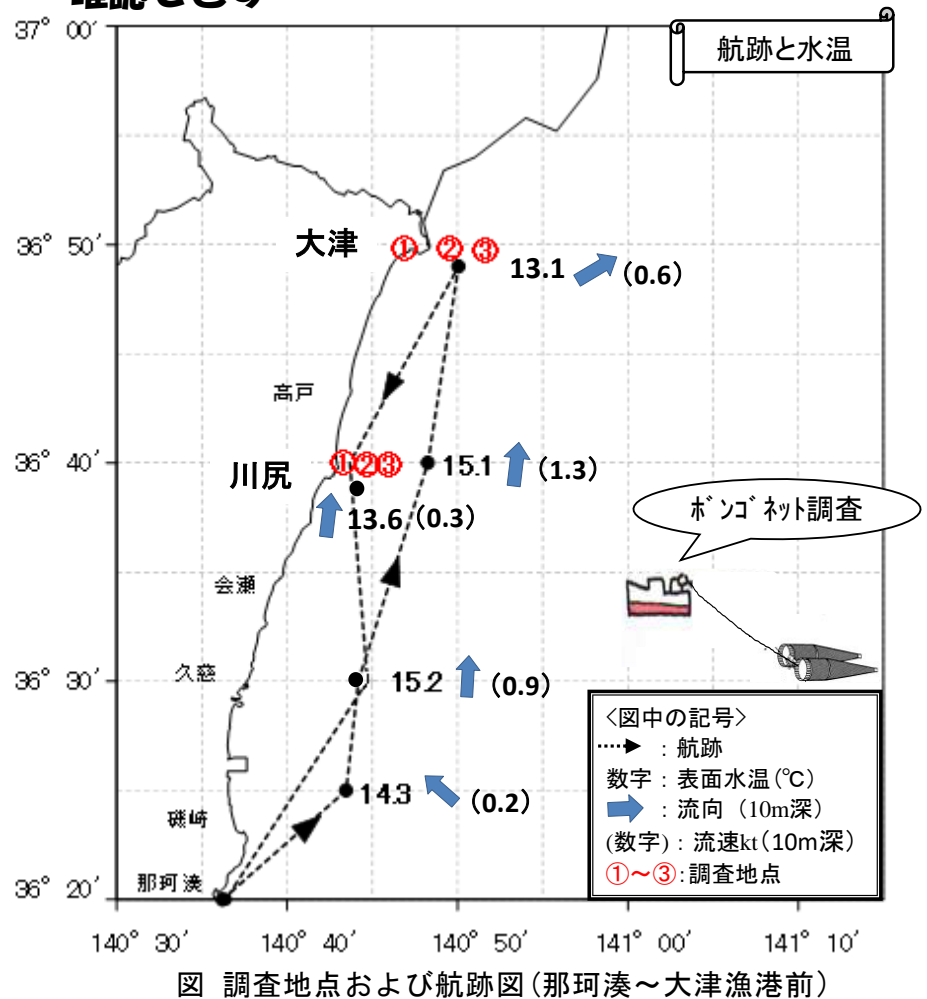 確認できず
37° 00′
航跡と水温
36° 50′
大津
① ② ③
13.1
(0.6)
高戸
36° 40′
川尻
①②③
15.1
(1.3)
13.6 (0.3)
ボンゴネット調査
会瀬
久慈
36° 30′
15.2
(0.9)
14.3
(0.2)
<図中の記号>
: 航跡
数字 : 表面水温(℃)
: 流向 (10m深)
(数字) : 流速kt(10m深)
①~③:調査地点
磯崎
那珂湊
36° 20′
140° 30′
140° 40′
140° 50′
141° 00′
141° 10′
図 調査地点および航跡図(那珂湊~大津漁港前)